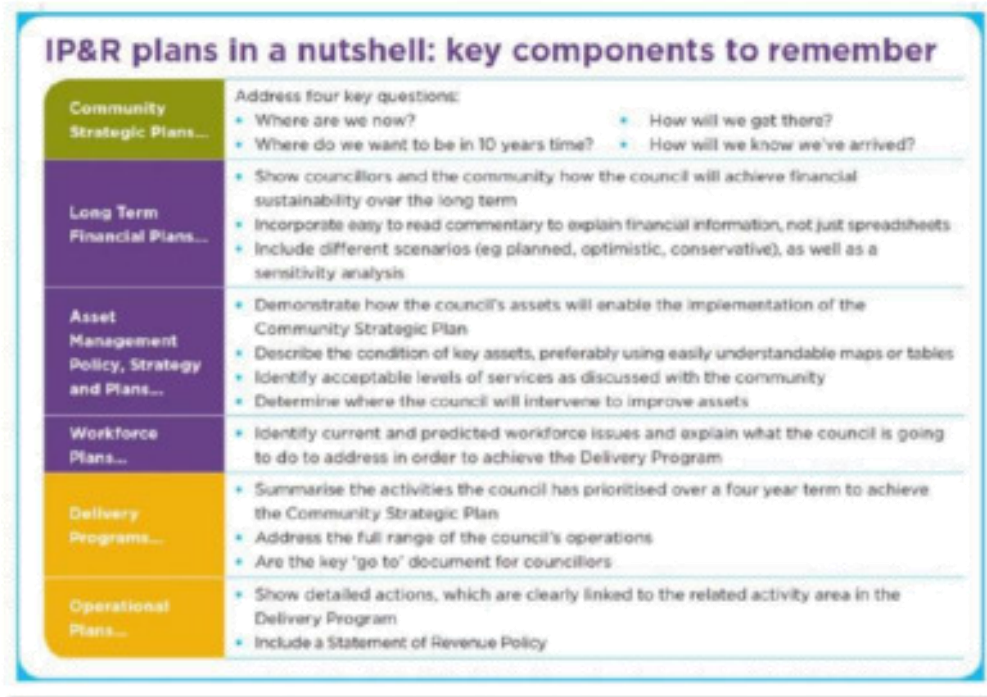 IP&R plans in a nutshell: key components to remember
Community
Strategic Plans...
Address four key questions:
• Where are we now?
• How will we get there?
• Where do we want to be in 10 years time?
• How will we know we've arrived?
Long Term
Financial Plans...
• Show councillors and the community how the council will achieve financial
sustainability over the long term
• Incorporate easy to read commentary to explain financial information, not just spreadsheets
• Include different scenarios (eg planned, optimistic, conservative), as well as a
sensitivity analysis
Asset
Management
Policy, Strategy
and Plans...
• Demonstrate how the council's assets will enable the implementation of the
Community Strategic Plan
• Describe the condition of key assets, preferably using easily understandable maps or tables
• Identify acceptable levels of services as discussed with the community
• Determine where the council will intervene to improve assets
Workforce
Plans...
• Identify current and predicted workforce issues and explain what the council is going
to do to address in order to achieve the Delivery Program
Delivery
Programs...
• Summarise the activities the council has prioritised over a four year term to achieve
the Community Strategic Plan
• Address the full range of the council's operations
• Are the key 'go to' document for councillors
Operational
Plans...
• Show detailed actions, which are clearly linked to the related activity area in the
Delivery Program
• Include a Statement of Revenue Policy